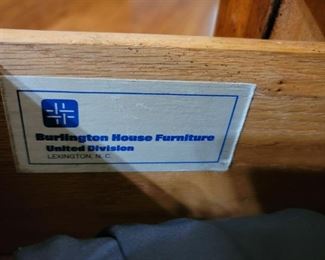 Burlington House Furniture
United Division
LEXINGTON, N. C.